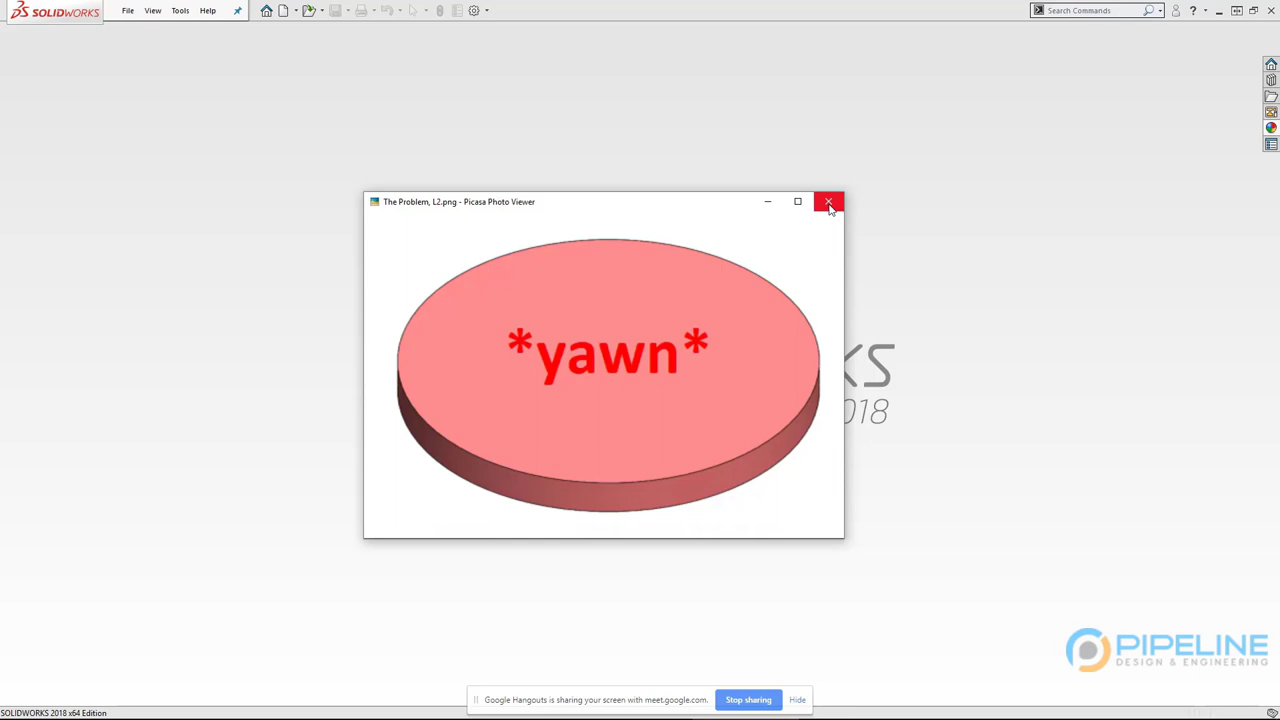 SOLIDWORKS
File View Tools Help
Search Commands
?
The Problem, L2.png - Picasa Photo Viewer
*yawn*
KS
2018
PIPELINE
DESIGN & ENGINEERING
Google Hangouts is sharing your screen with meet.google.com.
Stop sharing
Hide
SOLIDWORKS 2018 x64 Edition